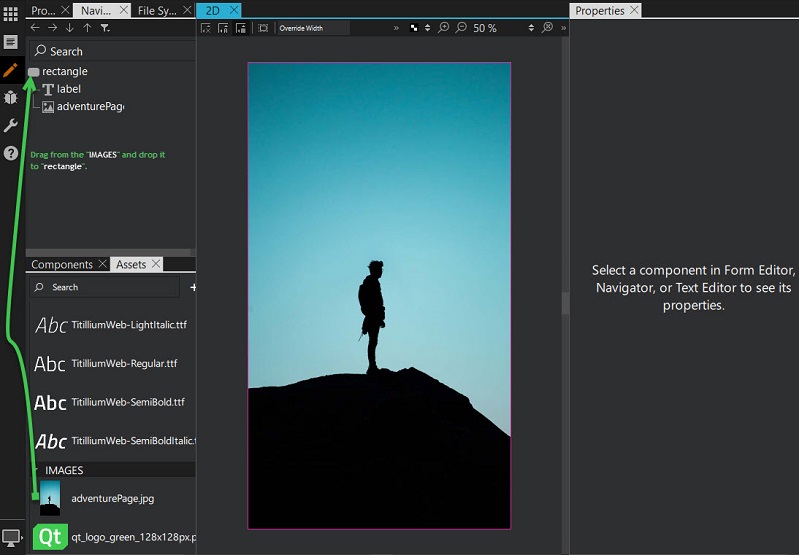 Pro... Navi... File Sy...
2D
Properties
Override Width
» 50 % »
Search
rectangle
label
adventurePag
Drag from the "IMAGES" and drop it
to "rectangle".
Select a component in Form Editor,
Navigator, or Text Editor to see its
properties.
Components Assets
Search +
Abc TitilliumWeb-LightItalic.ttf
Abc TitilliumWeb-Regular.ttf
Abc TitilliumWeb-SemiBold.ttf
Abc TitilliumWeb-SemiBoldItalic.t
IMAGES
adventurePage.jpg
Qt qt_logo_green_128x128px.p